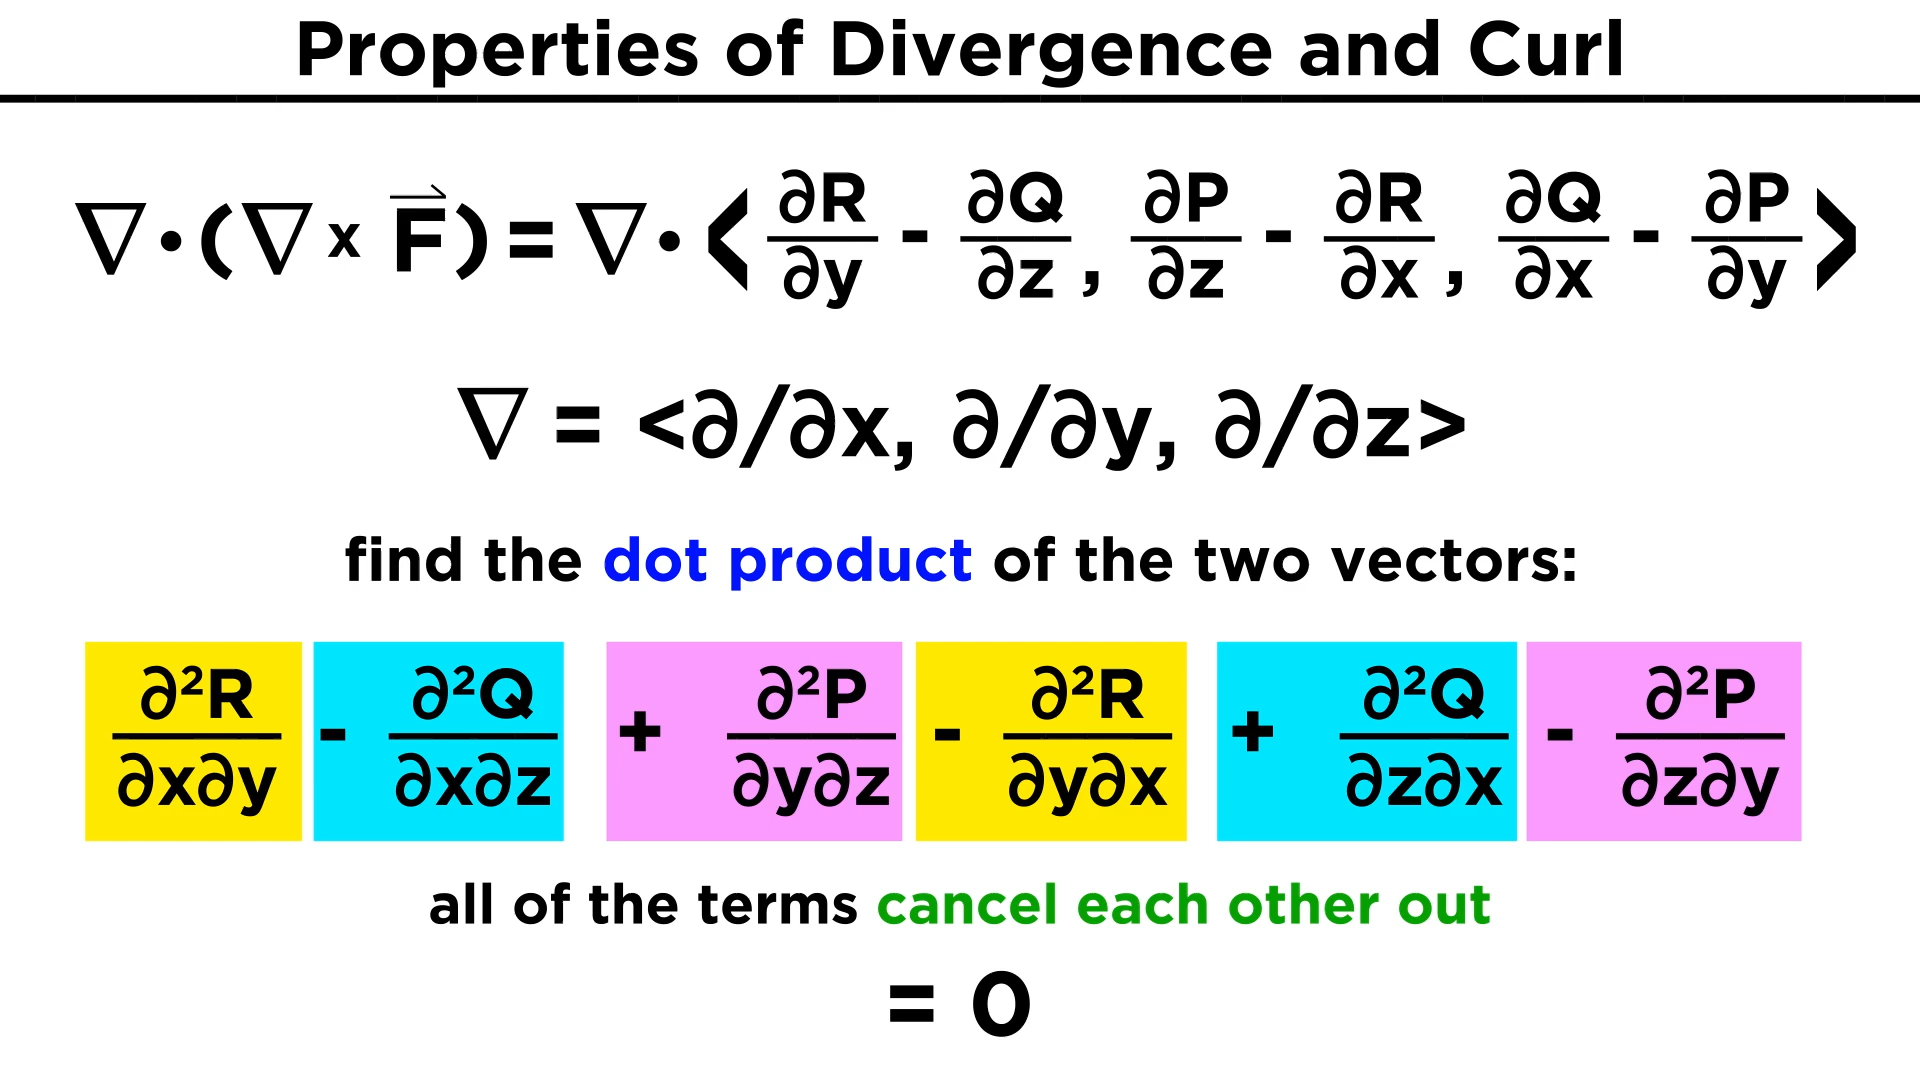 Properties of Divergence and Curl
∇•(∇ x F⃗) = ∇•<∂R/∂y - ∂Q/∂z, ∂P/∂z - ∂R/∂x, ∂Q/∂x - ∂P/∂y>
∇ = <∂/∂x, ∂/∂y, ∂/∂z>
find the dot product of the two vectors:
∂²R/∂x∂y - ∂²Q/∂x∂z + ∂²P/∂y∂z - ∂²R/∂y∂x + ∂²Q/∂z∂x - ∂²P/∂z∂y
all of the terms cancel each other out
= 0